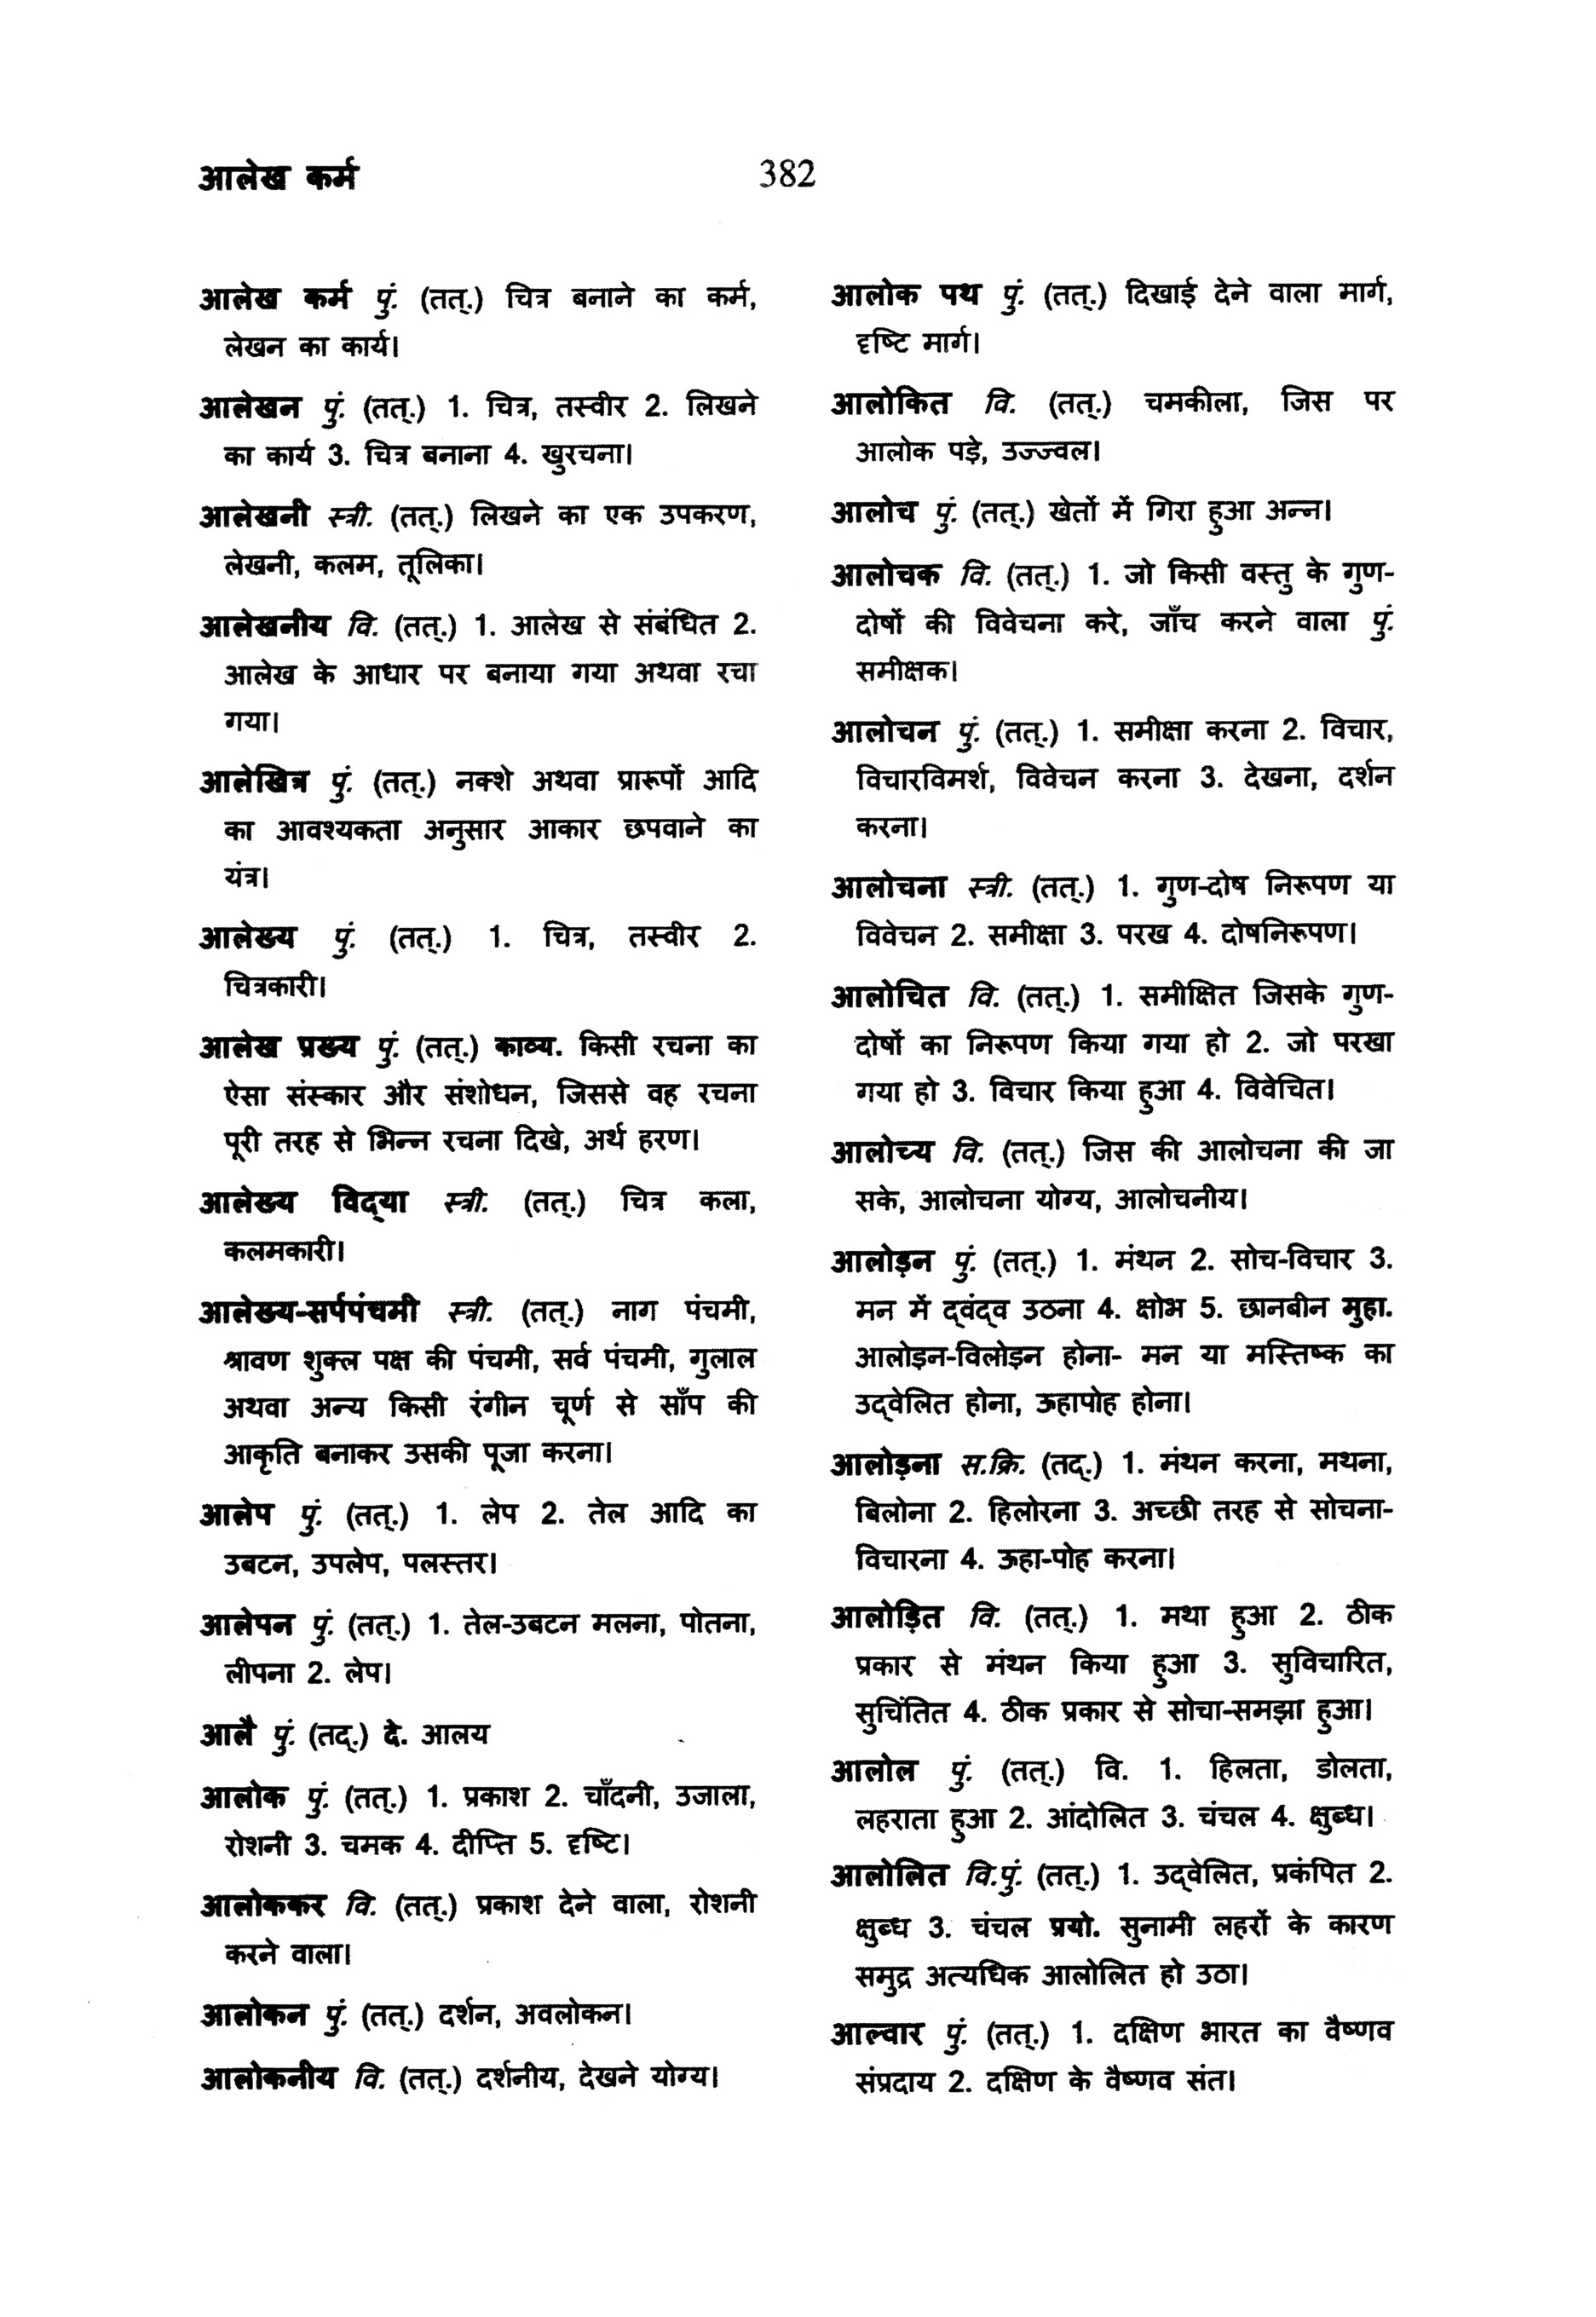 आलेख कर्म
382
आलेख कर्म पुं. (तत्.) चित्र बनाने का कर्म,
लेखन का कार्य।
आलेखन पुं. (तत्.) 1. चित्र, तस्वीर 2. लिखने
का कार्य 3. चित्र बनाना 4. खुरचना।
आलेखनी स्त्री. (तत्.) लिखने का एक उपकरण,
लेखनी, कलम, तूलिका।
आलेखनीय वि. (तत्.) 1. आलेख से संबंधित 2.
आलेख के आधार पर बनाया गया अथवा रचा
गया।
आलेखित्र पुं. (तत्.) नक्शे अथवा प्रारूपों आदि
का आवश्यकता अनुसार आकार छपवाने का
यंत्र।
आलेख्य पुं. (तत्.) 1. चित्र, तस्वीर 2.
चित्रकारी।
आलेख प्रख्य पुं. (तत्.) काव्य. किसी रचना का
ऐसा संस्कार और संशोधन, जिससे वह रचना
पूरी तरह से भिन्न रचना दिखे, अर्थ हरण।
आलेख्य विद्‌या स्त्री. (तत्.) चित्र कला,
कलमकारी।
आलेख्य-सर्पपंचमी स्त्री. (तत्.) नाग पंचमी,
श्रावण शुक्ल पक्ष की पंचमी, सर्व पंचमी, गुलाल
अथवा अन्य किसी रंगीन चूर्ण से साँप की
आकृति बनाकर उसकी पूजा करना।
आलेप पुं. (तत्.) 1. लेप 2. तेल आदि का
उबटन, उपलेप, पलस्तर।
आलेपन पुं. (तत्.) 1. तेल-उबटन मलना, पोतना,
लीपना 2. लेप।
आलै पुं. (तद्.) दे. आलय
आलोक पुं. (तत्.) 1. प्रकाश 2. चाँदनी, उजाला,
रोशनी 3. चमक 4. दीप्ति 5. दृष्टि।
आलोककर वि. (तत्.) प्रकाश देने वाला, रोशनी
करने वाला।
आलोकन पुं. (तत्.) दर्शन, अवलोकन।
आलोकनीय वि. (तत्.) दर्शनीय, देखने योग्य।
आलोक पथ पुं. (तत्.) दिखाई देने वाला मार्ग,
दृष्टि मार्ग।
आलोकित वि. (तत्.) चमकीला, जिस पर
आलोक पड़े, उज्ज्वल।
आलोच पुं. (तत्.) खेतों में गिरा हुआ अन्न।
आलोचक वि. (तत्.) 1. जो किसी वस्तु के गुण-
दोषों की विवेचना करे, जाँच करने वाला पुं.
समीक्षक।
आलोचन पुं. (तत्.) 1. समीक्षा करना 2. विचार,
विचारविमर्श, विवेचन करना 3. देखना, दर्शन
करना।
आलोचना स्त्री. (तत्.) 1. गुण-दोष निरूपण या
विवेचन 2. समीक्षा 3. परख 4. दोषनिरूपण।
आलोचित वि. (तत्.) 1. समीक्षित जिसके गुण-
दोषों का निरूपण किया गया हो 2. जो परखा
गया हो 3. विचार किया हुआ 4. विवेचित।
आलोच्य वि. (तत्.) जिस की आलोचना की जा
सके, आलोचना योग्य, आलोचनीय।
आलोड़न पुं. (तत्.) 1. मंथन 2. सोच-विचार 3.
मन में द्‌वंद्‌व उठना 4. क्षोभ 5. छानबीन मुहा.
आलोड़न-विलोड़न होना- मन या मस्तिष्क का
उद्‌वेलित होना, ऊहापोह होना।
आलोड़ना स.क्रि. (तद्.) 1. मंथन करना, मथना,
बिलोना 2. हिलोरना 3. अच्छी तरह से सोचना-
विचारना 4. ऊहा-पोह करना।
आलोड़ित वि. (तत्.) 1. मथा हुआ 2. ठीक
प्रकार से मंथन किया हुआ 3. सुविचारित,
सुचिंतित 4. ठीक प्रकार से सोचा-समझा हुआ।
आलोल पुं. (तत्.) वि. 1. हिलता, डोलता,
लहराता हुआ 2. आंदोलित 3. चंचल 4. क्षुब्ध।
आलोलित वि.पुं. (तत्.) 1. उद्‌वेलित, प्रकंपित 2.
क्षुब्ध 3. चंचल प्रयो. सुनामी लहरों के कारण
समुद्र अत्यधिक आलोलित हो उठा।
आल्वार पुं. (तत्.) 1. दक्षिण भारत का वैष्णव
संप्रदाय 2. दक्षिण के वैष्णव संत।